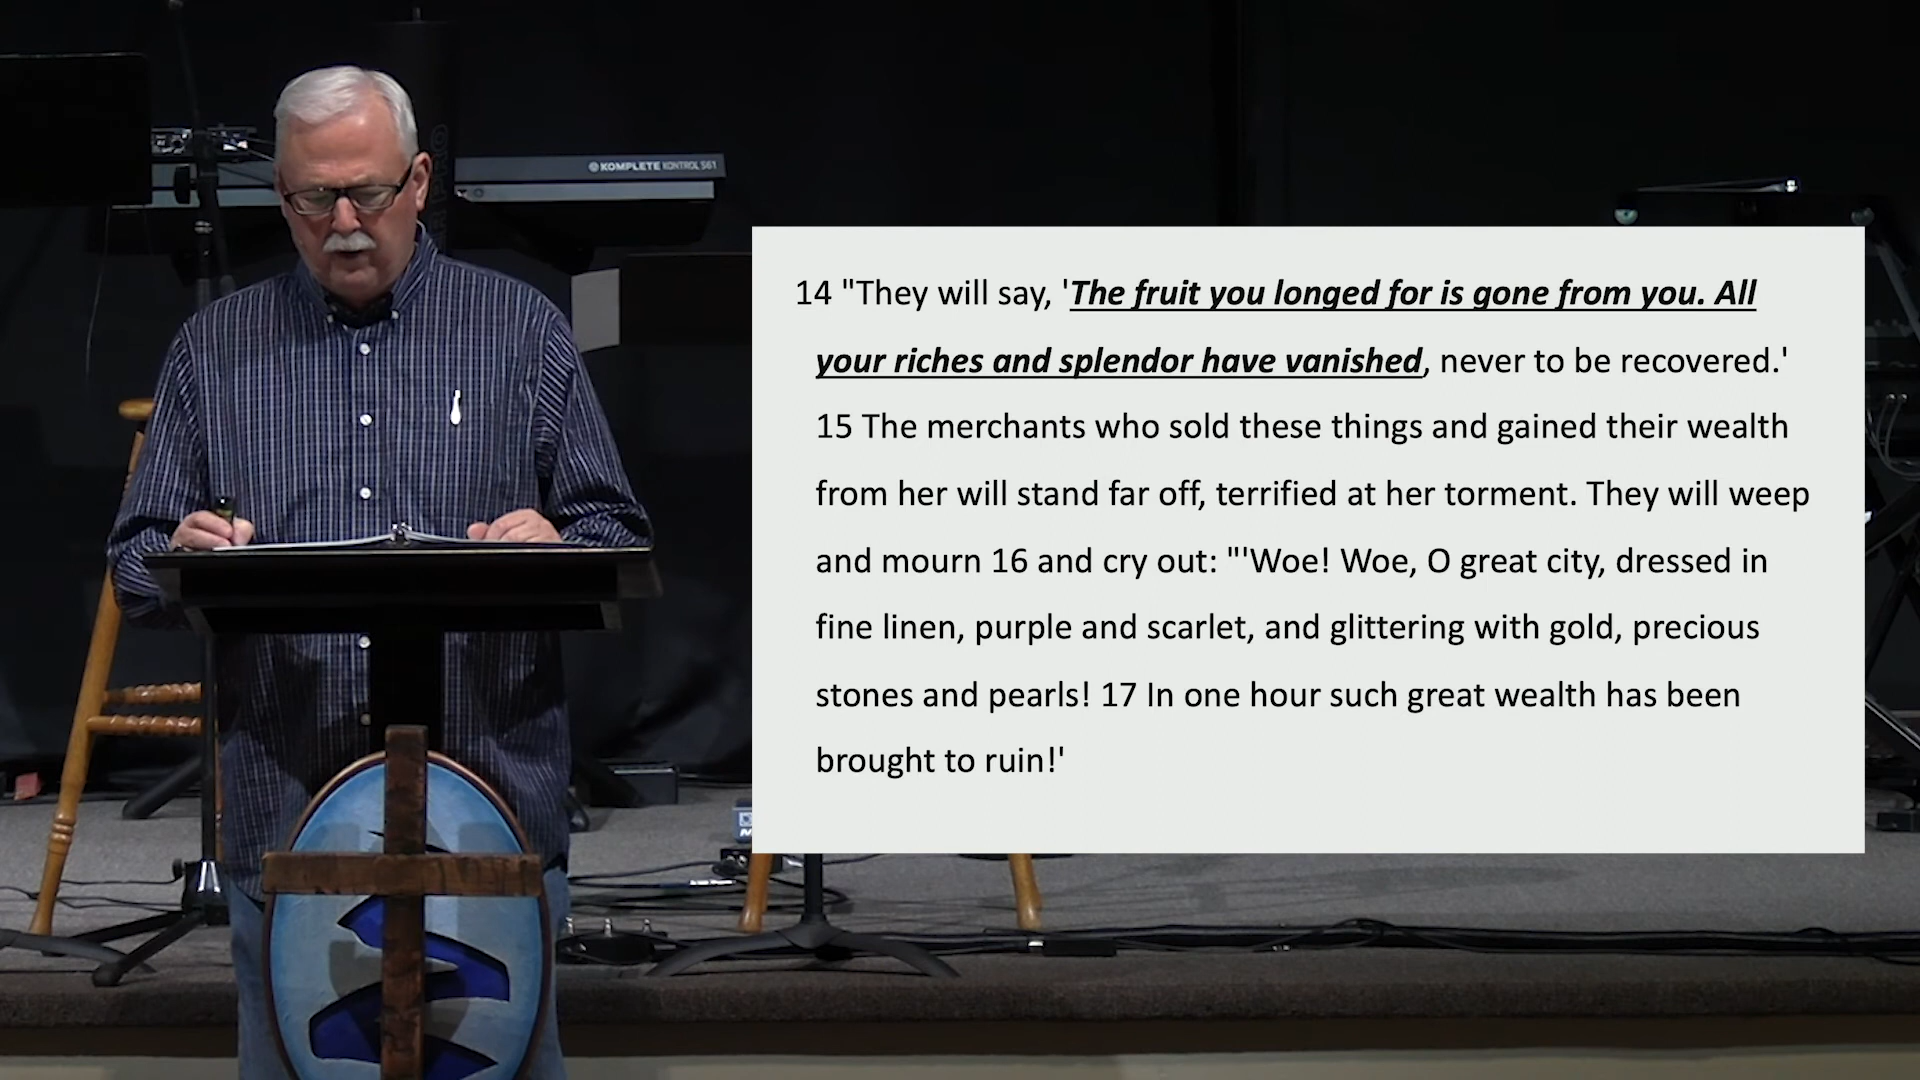 KOMPLETE KONTROL S61
14 "They will say, 'The fruit you longed for is gone from you. All
your riches and splendor have vanished, never to be recovered.'
15 The merchants who sold these things and gained their wealth
from her will stand far off, terrified at her torment. They will weep
and mourn 16 and cry out: "'Woe! Woe, O great city, dressed in
fine linen, purple and scarlet, and glittering with gold, precious
stones and pearls! 17 In one hour such great wealth has been
brought to ruin!'